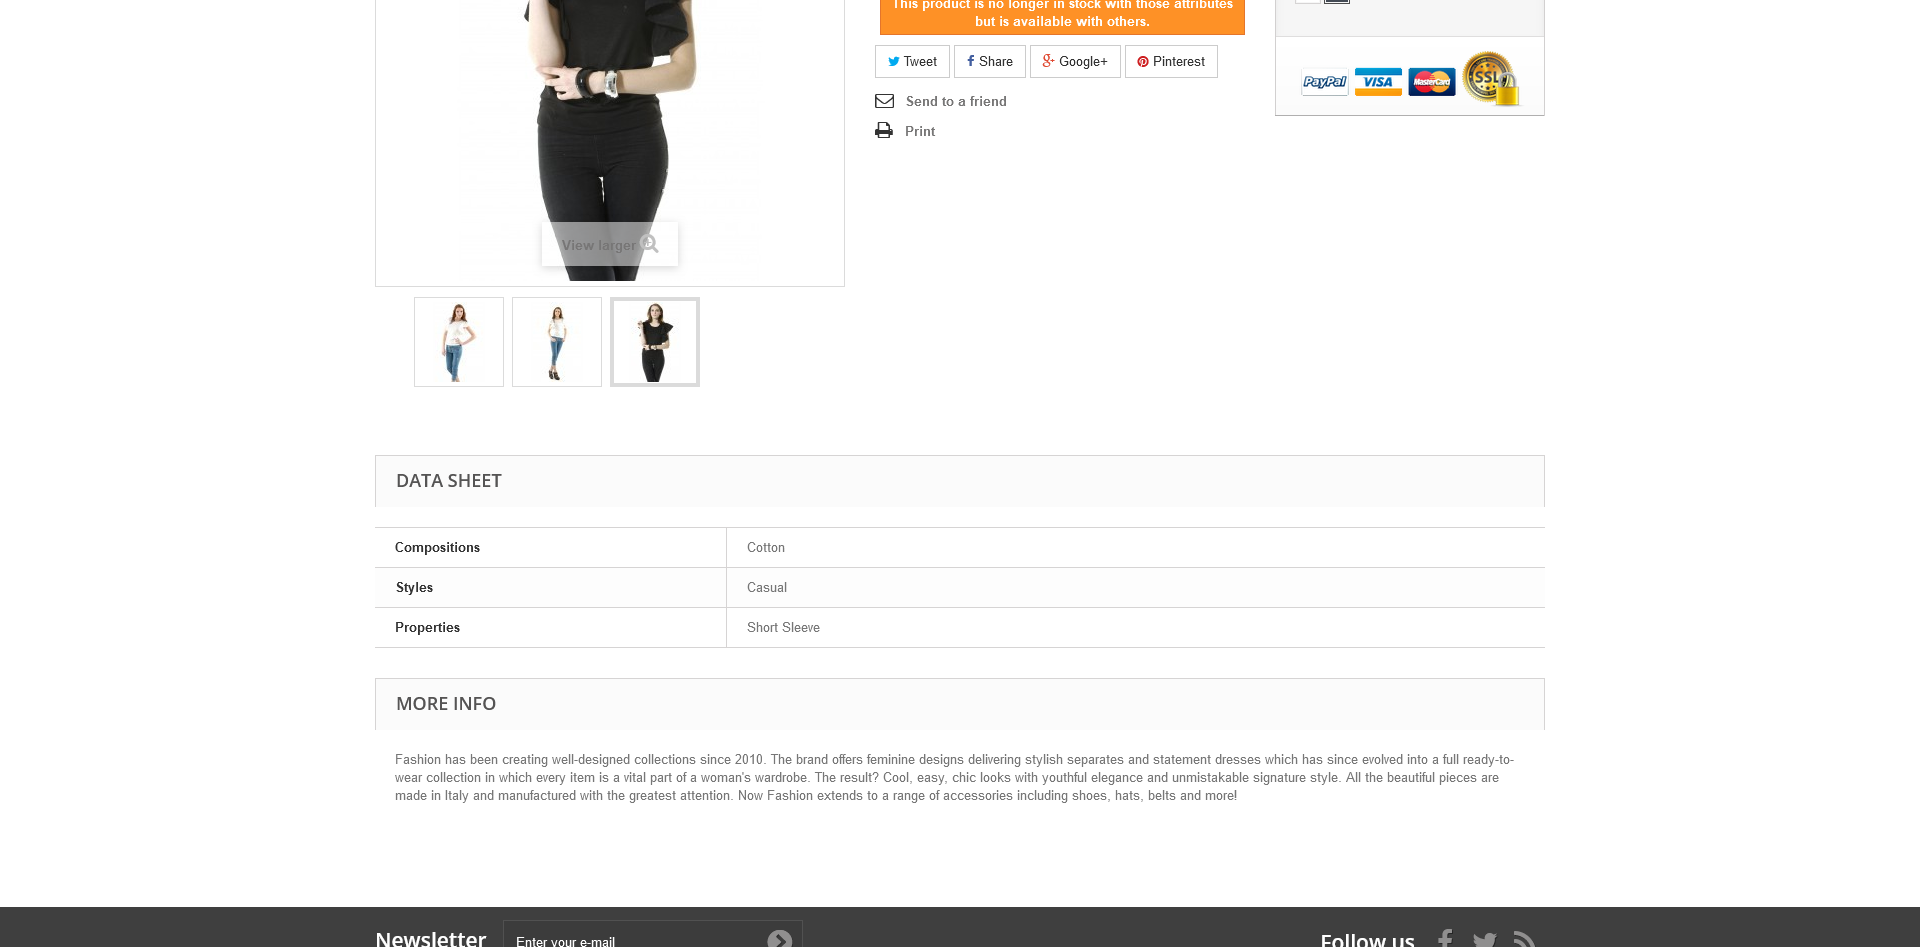 This product is no longer in stock with those attributes
but is available with others.
Tweet
Share
Google+
Pinterest
Send to a friend
Print
PayPal
VISA
MasterCard
SSL
View larger
DATA SHEET
Compositions Cotton
Styles Casual
Properties Short Sleeve
MORE INFO
Fashion has been creating well-designed collections since 2010. The brand offers feminine designs delivering stylish separates and statement dresses which has since evolved into a full ready-to-
wear collection in which every item is a vital part of a woman's wardrobe. The result? Cool, easy, chic looks with youthful elegance and unmistakable signature style. All the beautiful pieces are
made in Italy and manufactured with the greatest attention. Now Fashion extends to a range of accessories including shoes, hats, belts and more!
Newsletter
Enter your e-mail
Follow us